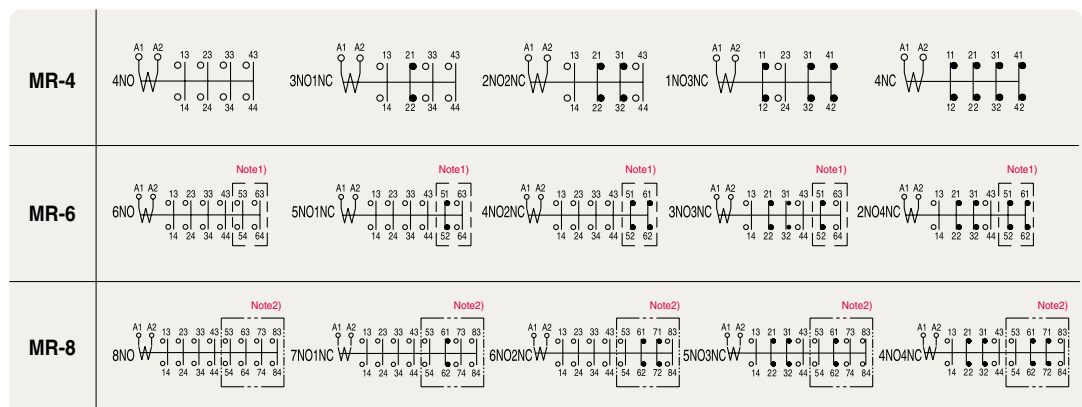 MR-4
A1 A2 13 23 33 43
4NO
14 24 34 44
A1 A2 13 21 33 43
3NO1NC
14 22 34 44
A1 A2 13 21 31 43
2NO2NC
14 22 32 44
A1 A2 11 23 31 41
1NO3NC
12 24 32 42
A1 A2 11 21 31 41
4NC
12 22 32 42
MR-6
Note1)
A1 A2 13 23 33 43 53 63
6NO
14 24 34 44 54 64
Note1)
A1 A2 13 23 33 43 51 63
5NO1NC
14 24 34 44 52 64
Note1)
A1 A2 13 23 33 43 51 61
4NO2NC
14 24 34 44 52 62
Note1)
A1 A2 13 21 31 43 51 63
3NO3NC
14 22 32 44 52 64
Note1)
A1 A2 13 21 31 43 51 61
2NO4NC
14 22 32 44 52 62
MR-8
Note2)
A1 A2 13 23 33 43 53 63 73 83
8NO
14 24 34 44 54 64 74 84
Note2)
A1 A2 13 23 33 43 53 61 73 83
7NO1NC
14 24 34 44 54 62 74 84
Note2)
A1 A2 13 23 33 43 53 61 71 83
6NO2NC
14 24 34 44 54 62 72 84
Note2)
A1 A2 13 21 31 43 53 61 73 83
5NO3NC
14 22 32 44 54 62 74 84
Note2)
A1 A2 13 21 31 43 53 61 71 83
4NO4NC
14 22 32 44 54 62 74 84